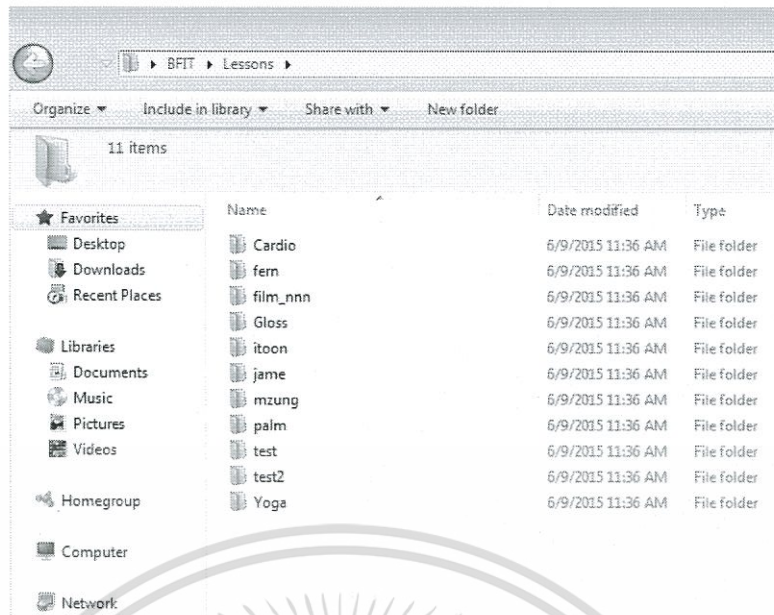 BFIT ▸ Lessons ▸
Organize ▾ Include in library ▾ Share with ▾ New folder
11 items
Favorites
Desktop
Downloads
Recent Places
Libraries
Documents
Music
Pictures
Videos
Homegroup
Computer
Network
Name Date modified Type
Cardio 6/9/2015 11:36 AM File folder
fern 6/9/2015 11:36 AM File folder
film_nnn 6/9/2015 11:36 AM File folder
Gloss 6/9/2015 11:36 AM File folder
itoon 6/9/2015 11:36 AM File folder
jame 6/9/2015 11:36 AM File folder
mzung 6/9/2015 11:36 AM File folder
palm 6/9/2015 11:36 AM File folder
test 6/9/2015 11:36 AM File folder
test2 6/9/2015 11:36 AM File folder
Yoga 6/9/2015 11:36 AM File folder